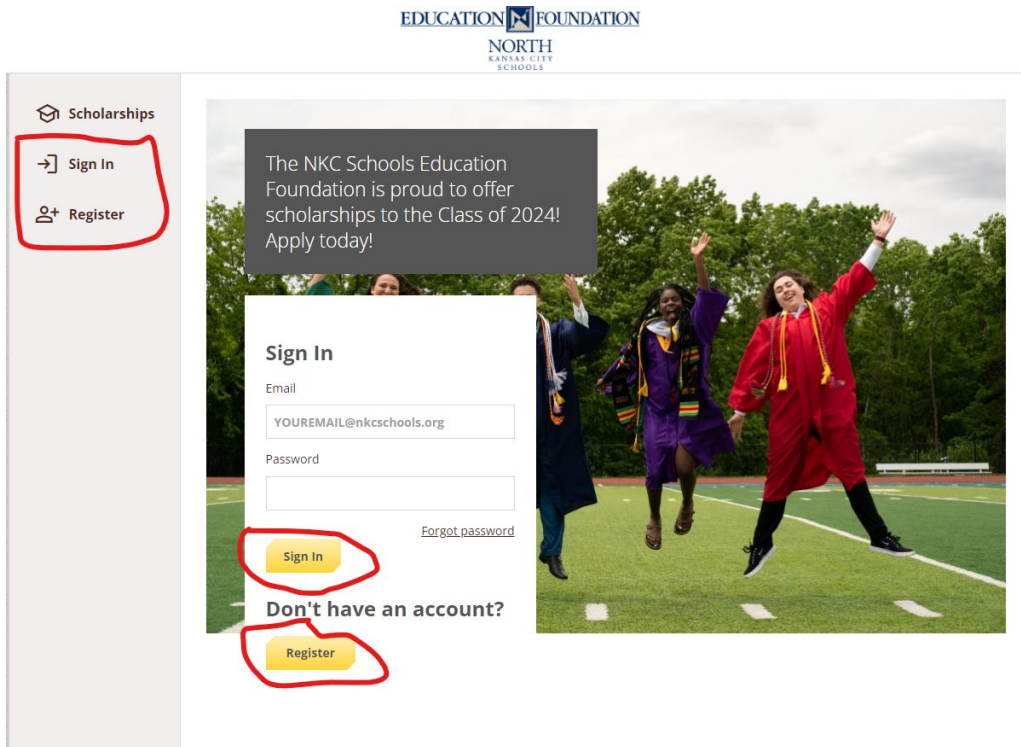 EDUCATION FOUNDATION
NORTH
KANSAS CITY
SCHOOLS
Scholarships
Sign In
Register
The NKC Schools Education
Foundation is proud to offer
scholarships to the Class of 2024!
Apply today!
Sign In
Email
YOUREMAIL@nkcschools.org
Password
Forgot password
Sign In
Don't have an account?
Register